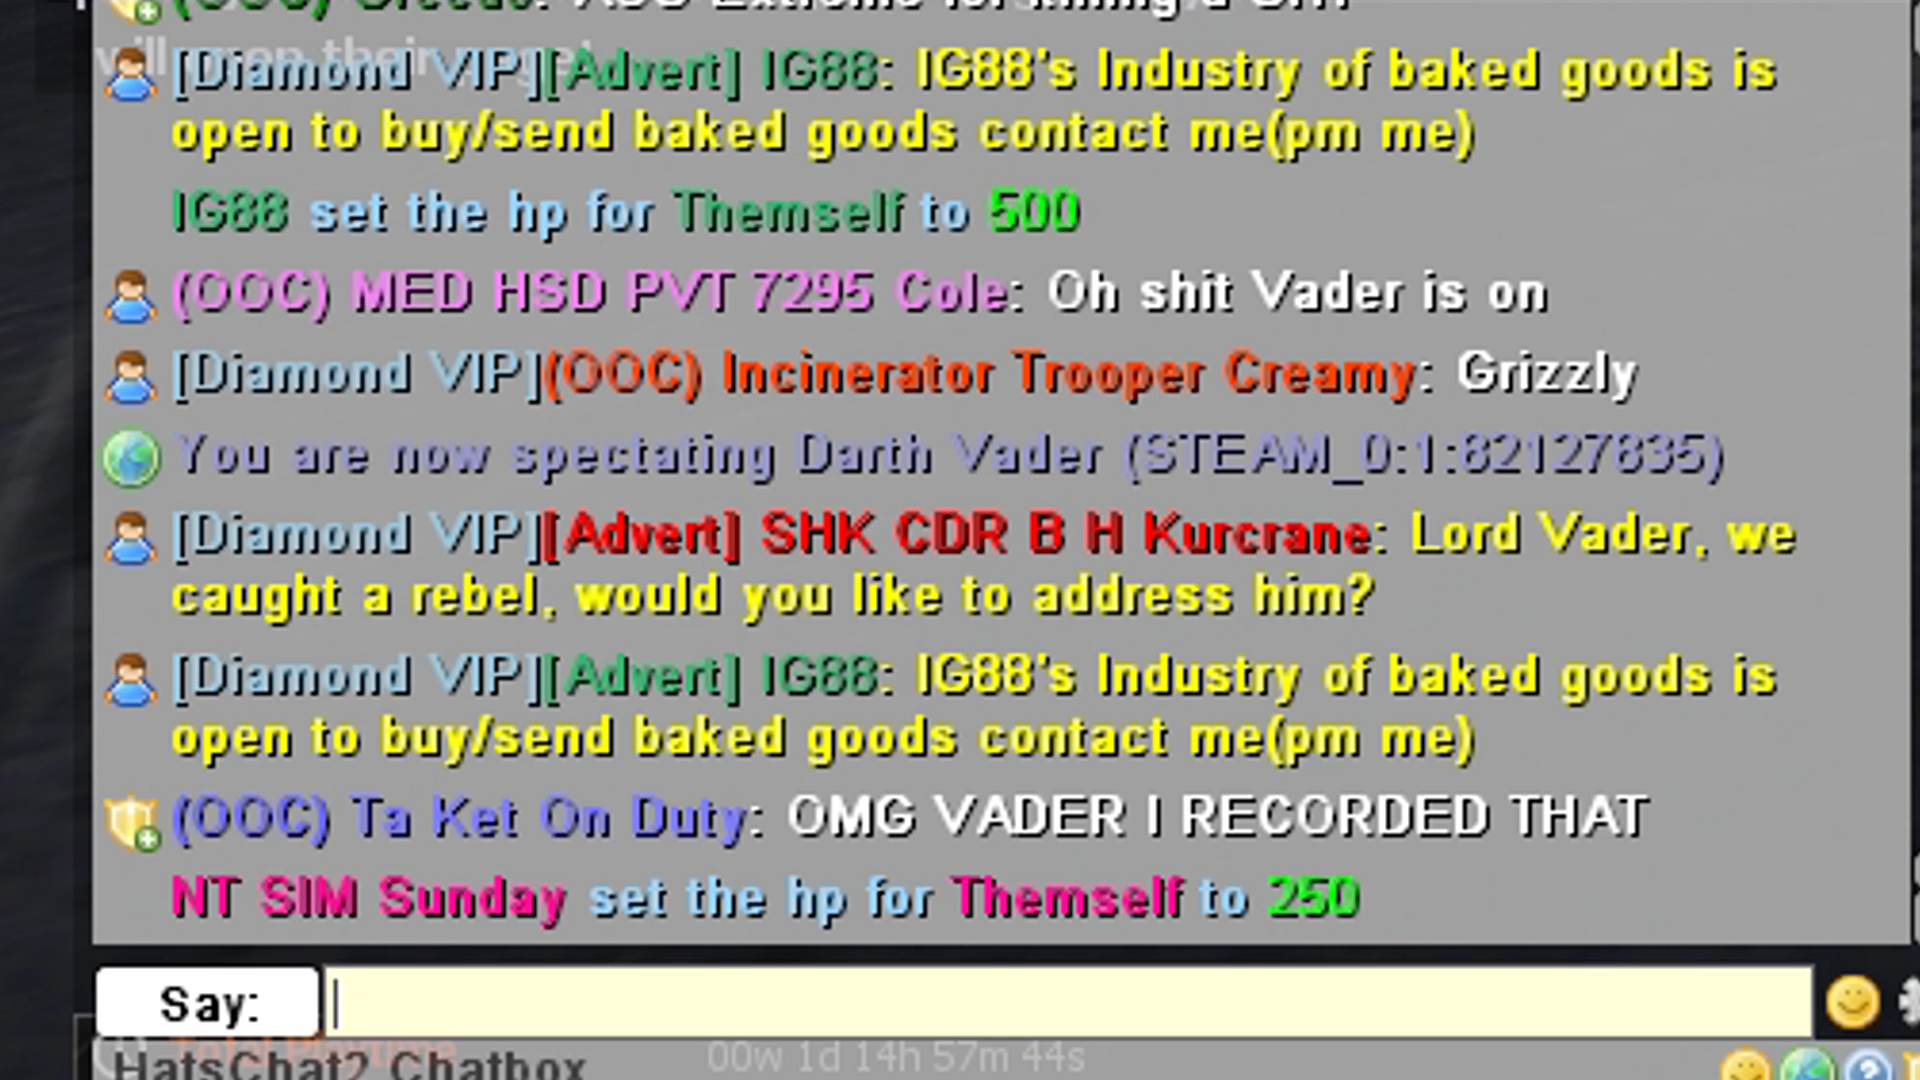 (OOC) Greedo:
[Diamond VIP][Advert] IG88: IG88's Industry of baked goods is
open to buy/send baked goods contact me(pm me)
IG88 set the hp for Themself to 500
(OOC) MED HSD PVT 7295 Cole: Oh shit Vader is on
[Diamond VIP](OOC) Incinerator Trooper Creamy: Grizzly
You are now spectating Darth Vader (STEAM_0:1:82127835)
[Diamond VIP][Advert] SHK CDR B H Kurcrane: Lord Vader, we
caught a rebel, would you like to address him?
[Diamond VIP][Advert] IG88: IG88's Industry of baked goods is
open to buy/send baked goods contact me(pm me)
(OOC) Ta Ket On Duty: OMG VADER I RECORDED THAT
NT SIM Sunday set the hp for Themself to 250
Say:
00w 1d 14h 57m 44s
HatsChat2 Chatbox